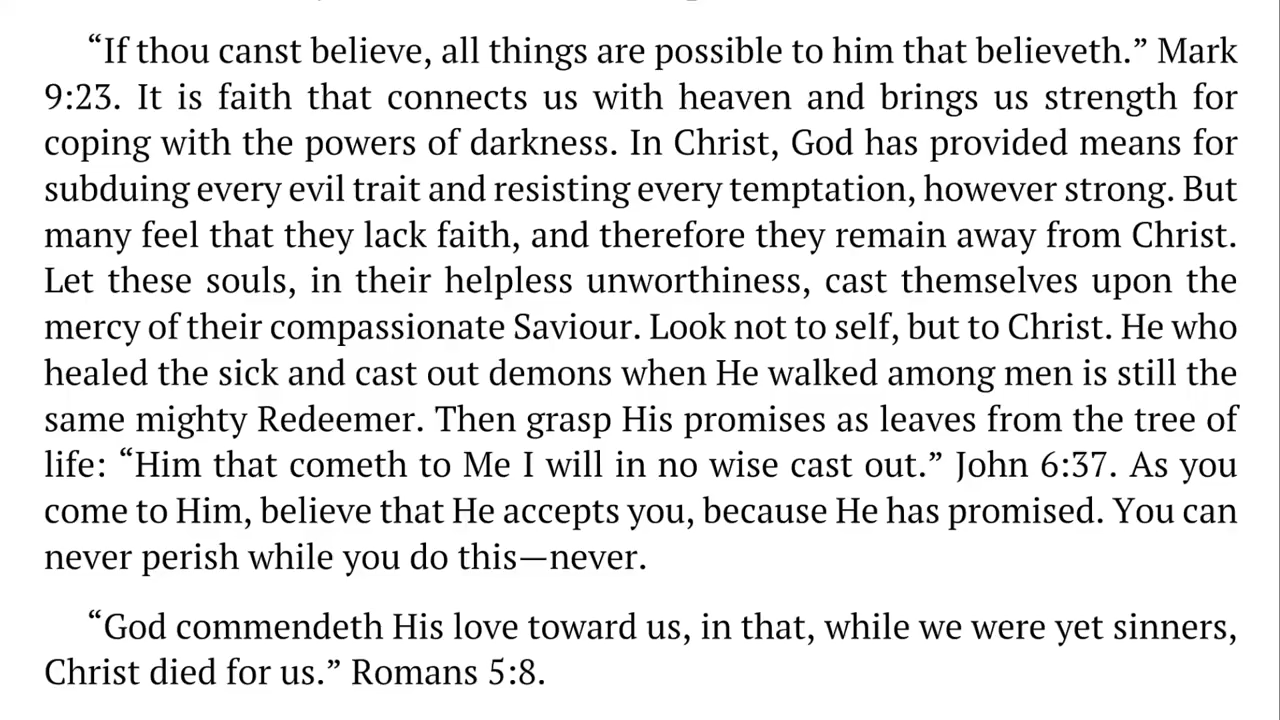 “If thou canst believe, all things are possible to him that believeth.” Mark
9:23. It is faith that connects us with heaven and brings us strength for
coping with the powers of darkness. In Christ, God has provided means for
subduing every evil trait and resisting every temptation, however strong. But
many feel that they lack faith, and therefore they remain away from Christ.
Let these souls, in their helpless unworthiness, cast themselves upon the
mercy of their compassionate Saviour. Look not to self, but to Christ. He who
healed the sick and cast out demons when He walked among men is still the
same mighty Redeemer. Then grasp His promises as leaves from the tree of
life: “Him that cometh to Me I will in no wise cast out.” John 6:37. As you
come to Him, believe that He accepts you, because He has promised. You can
never perish while you do this—never.
“God commendeth His love toward us, in that, while we were yet sinners,
Christ died for us.” Romans 5:8.